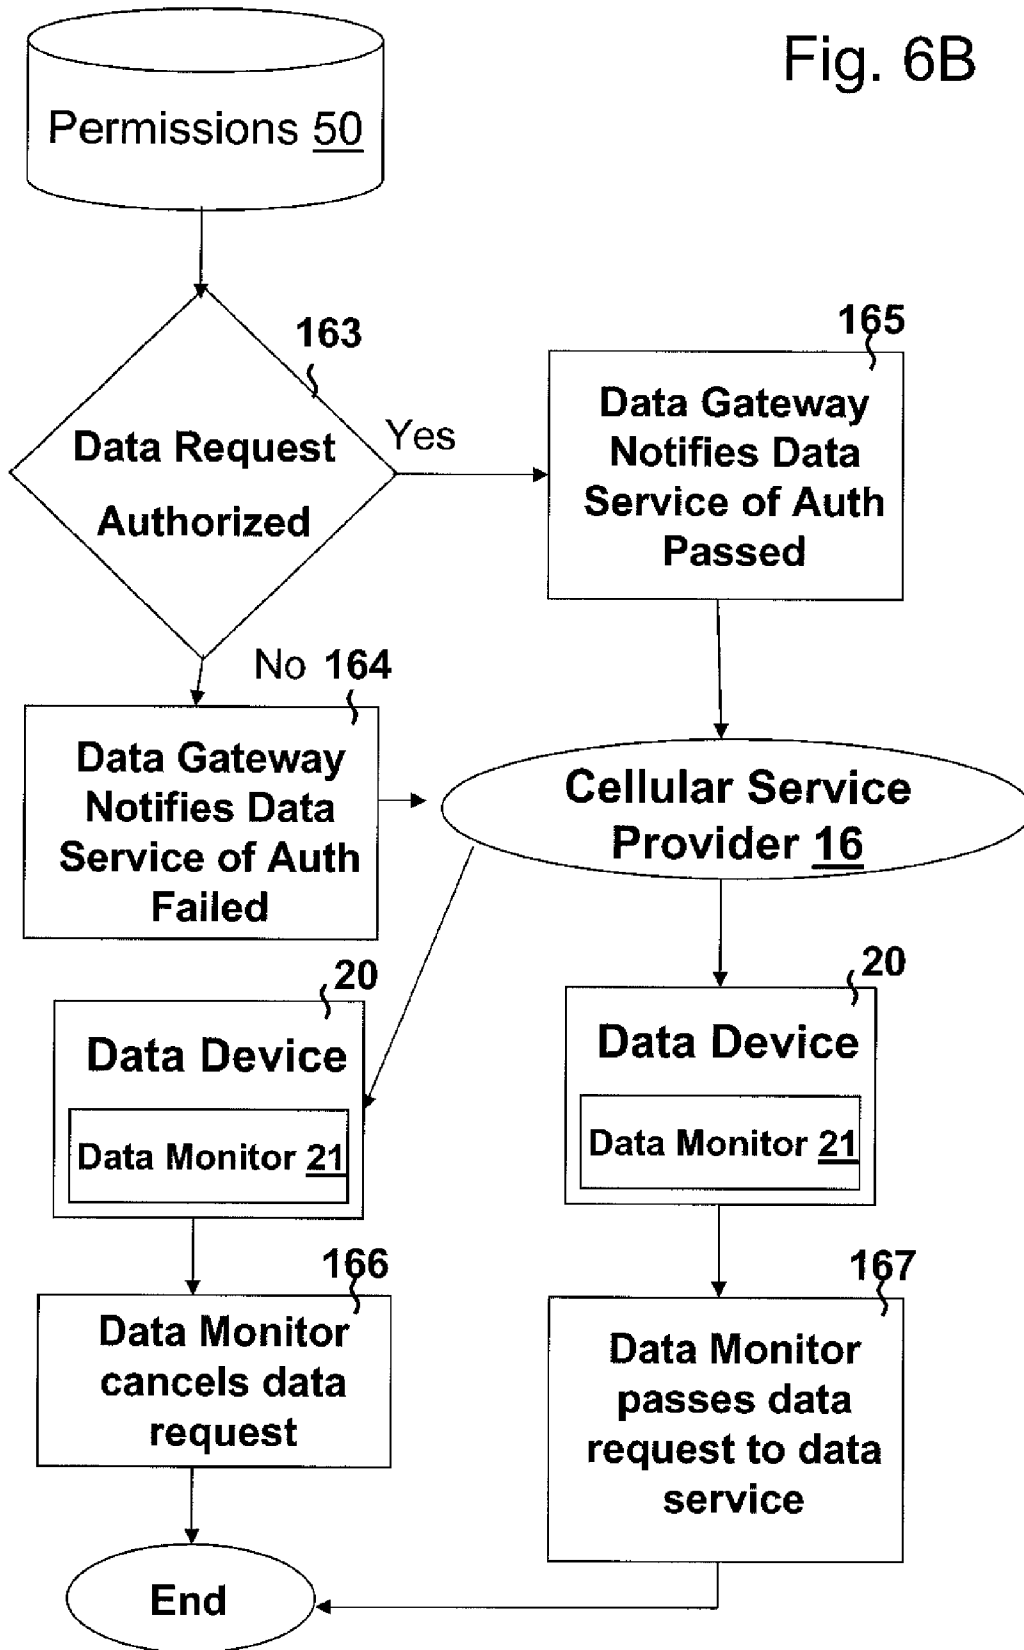 Fig. 6B
Permissions 50
163
Data Request
Authorized
Yes
165
Data Gateway
Notifies Data
Service of Auth
Passed
No 164
Data Gateway
Notifies Data
Service of Auth
Failed
Cellular Service
Provider 16
20
Data Device
Data Monitor 21
20
Data Device
Data Monitor 21
166
Data Monitor
cancels data
request
167
Data Monitor
passes data
request to data
service
End